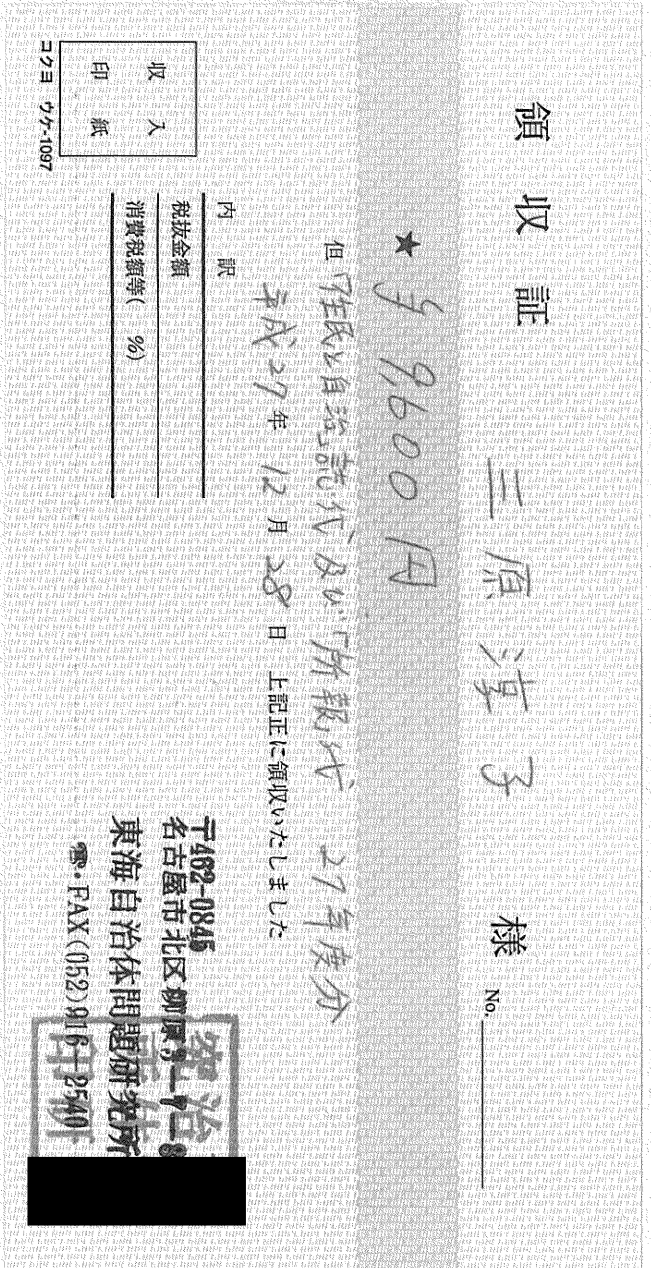 領収証 三原淳子 様 No.
★ ¥9,600円
但 「住民と自治」誌代及び「所報」代 27年度分
平成27年12月28日 上記正に領収いたしました
内訳
税抜金額
消費税額等( %)
収入
印紙
コクヨ ウケ-1097
〒462-0845
名古屋市北区柳原3-7-8
東海自治体問題研究所
☎・FAX(052)916-2540